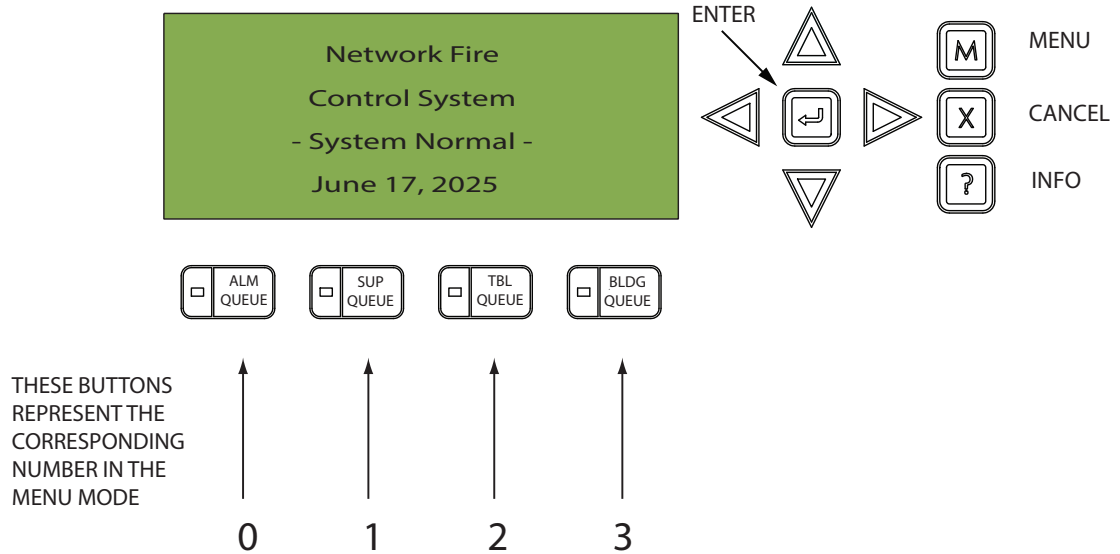 ENTER
Network Fire
Control System
- System Normal -
June 17, 2025
M
MENU
X
CANCEL
?
INFO
ALM
QUEUE
SUP
QUEUE
TBL
QUEUE
BLDG
QUEUE
THESE BUTTONS
REPRESENT THE
CORRESPONDING
NUMBER IN THE
MENU MODE
0
1
2
3